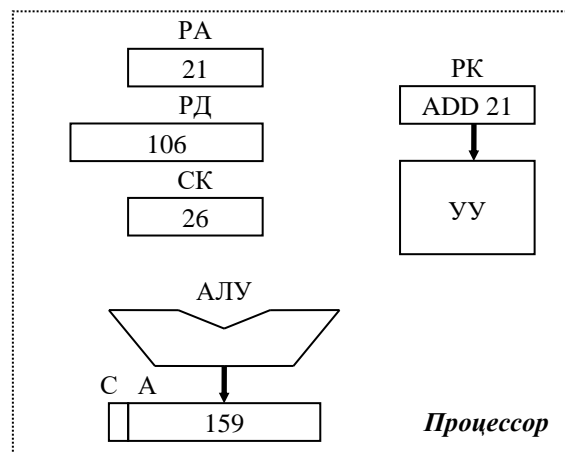 РА
21
РК
ADD 21
РД
106
СК
26
УУ
АЛУ
С А
159
Процессор